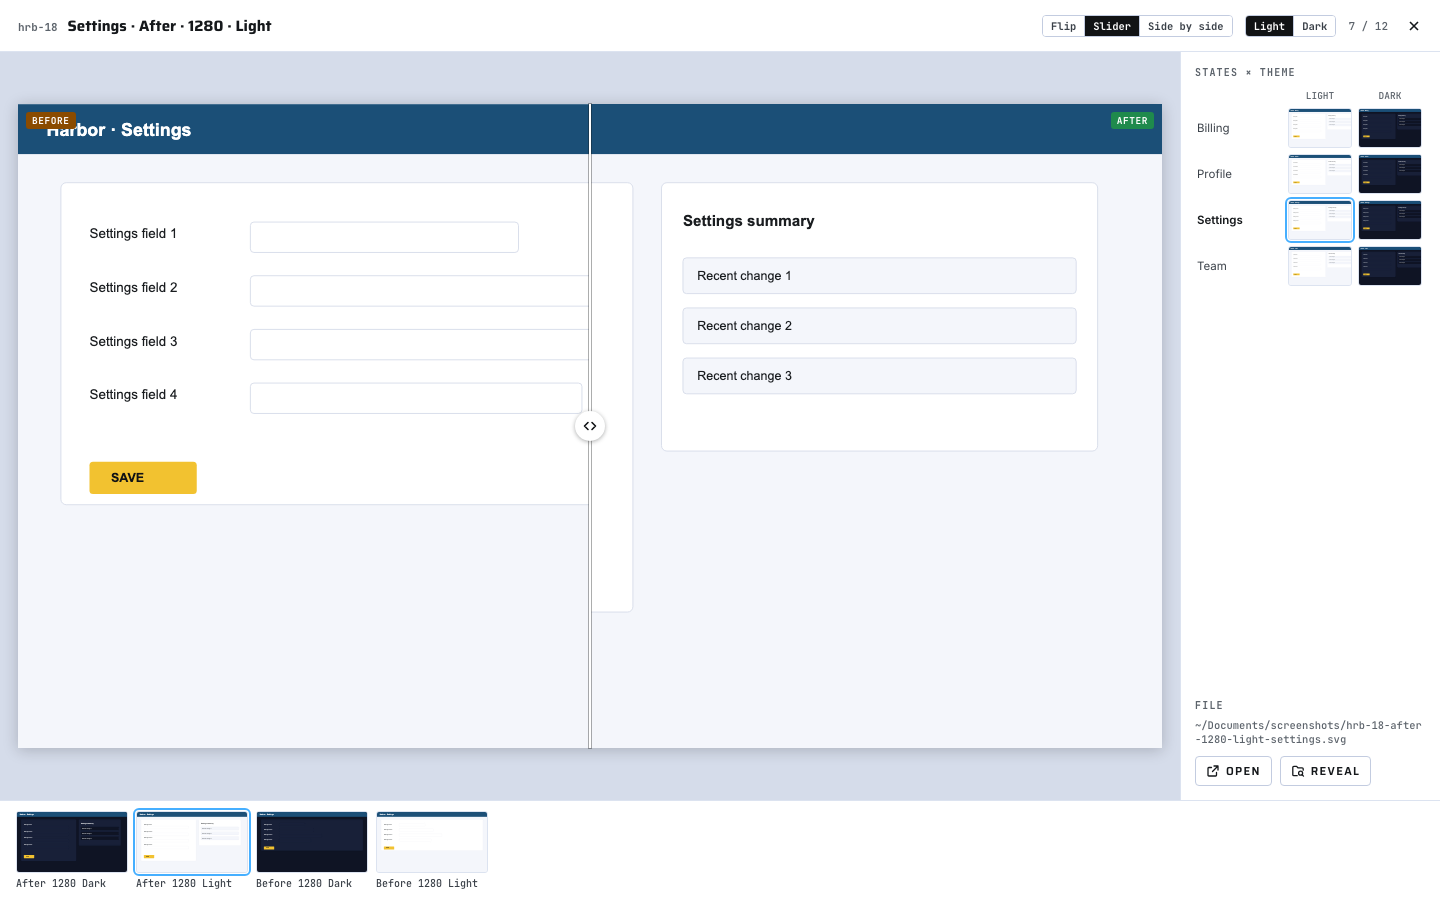 hrb-18 Settings · After · 1280 · Light
Flip Slider Side by side Light Dark 7 / 12
STATES × THEME
LIGHT DARK
Billing
Profile
Settings
Team
BEFORE
Harbor · Settings
AFTER
Settings field 1
Settings field 2
Settings field 3
Settings field 4
SAVE
Settings summary
Recent change 1
Recent change 2
Recent change 3
FILE
~/Documents/screenshots/hrb-18-after
-1280-light-settings.svg
OPEN REVEAL
After 1280 Dark After 1280 Light Before 1280 Dark Before 1280 Light